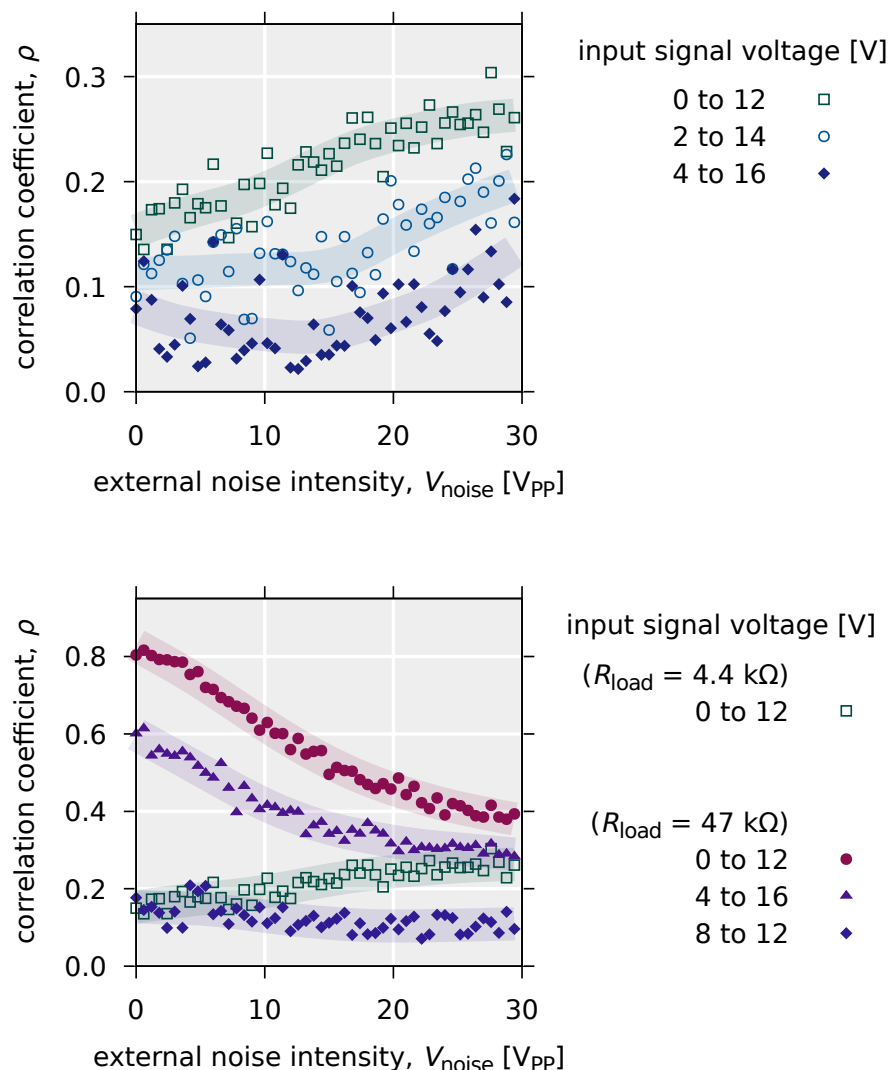 correlation coefficient, ρ
0.3
0.2
0.1
0.0
0 10 20 30
external noise intensity, Vnoise [VPP]
input signal voltage [V]
0 to 12
2 to 14
4 to 16
correlation coefficient, ρ
0.8
0.6
0.4
0.2
0.0
0 10 20 30
external noise intensity, Vnoise [VPP]
input signal voltage [V]
(Rload = 4.4 kΩ)
0 to 12
(Rload = 47 kΩ)
0 to 12
4 to 16
8 to 12